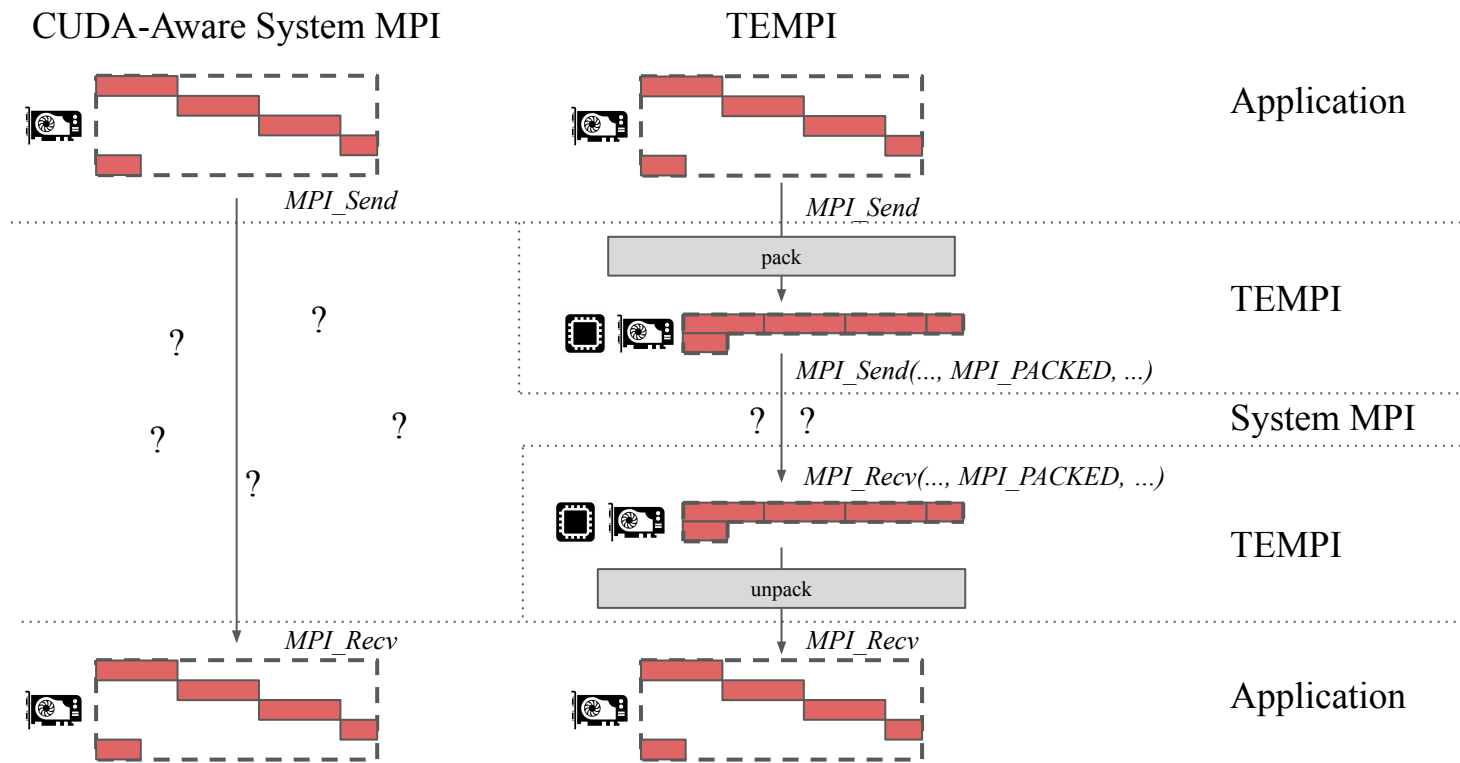 CUDA-Aware System MPI
TEMPI
Application
MPI_Send
MPI_Send
pack
TEMPI
?
?
MPI_Send(..., MPI_PACKED, ...)
?
? ?
System MPI
?
?
MPI_Recv(..., MPI_PACKED, ...)
TEMPI
unpack
MPI_Recv
MPI_Recv
Application